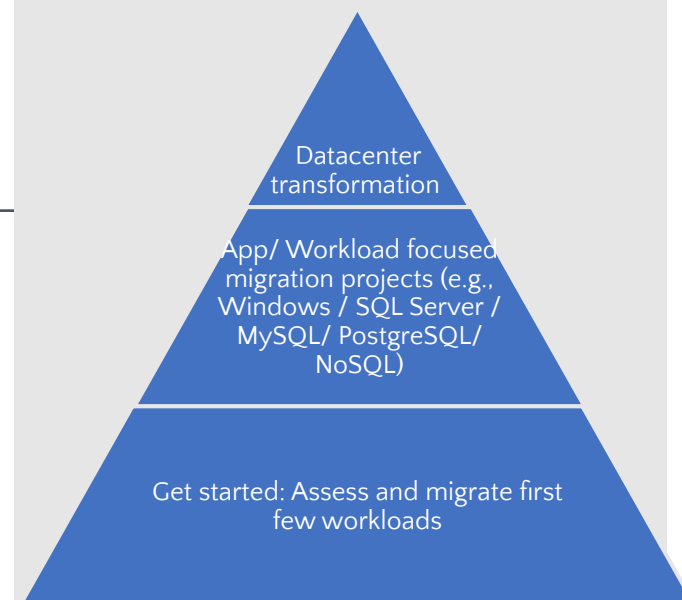 Datacenter
transformation
App/ Workload focused
migration projects (e.g.,
Windows / SQL Server /
MySQL/ PostgreSQL/
NoSQL)
Get started: Assess and migrate first
few workloads